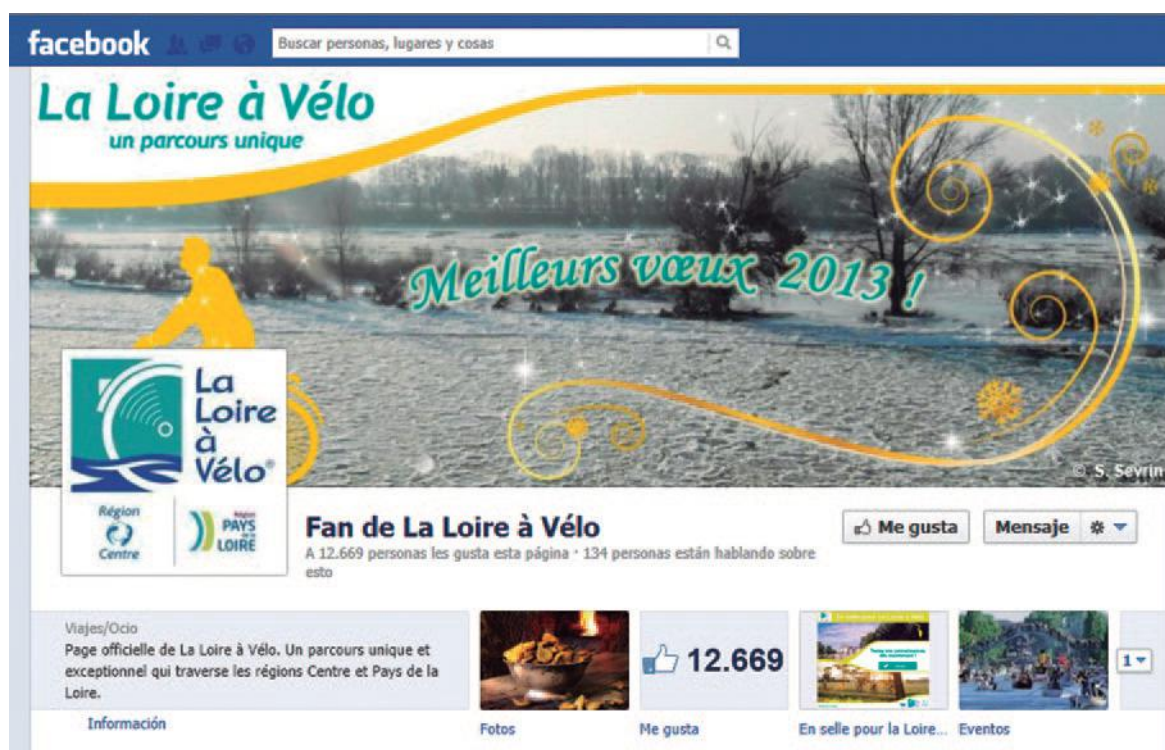 facebook
Buscar personas, lugares y cosas
La Loire à Vélo
un parcours unique
Meilleurs vœux 2013 !
© S. Sevrin
La
Loire
à
Vélo®
Région
Centre
Région
PAYS
de la
LOIRE
Fan de La Loire à Vélo
A 12.669 personas les gusta esta página · 134 personas están hablando sobre
esto
Me gusta
Mensaje
Viajes/Ocio
Page officielle de La Loire à Vélo. Un parcours unique et
exceptionnel qui traverse les régions Centre et Pays de la
Loire.
Información
12.669
1
Fotos
Me gusta
En selle pour la Loire...
Eventos